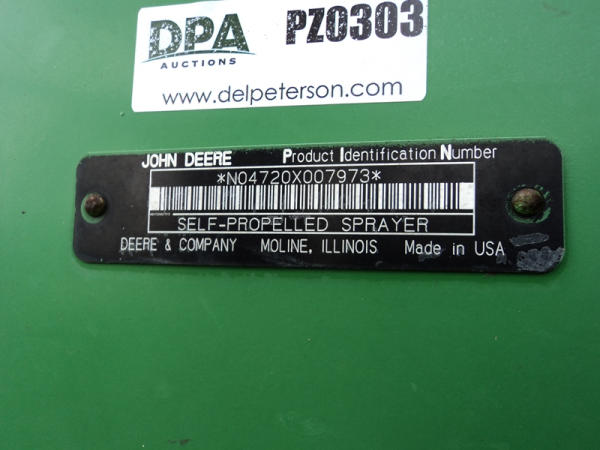 DPA PZ0303
AUCTIONS
www.delpeterson.com
JOHN DEERE Product Identification Number
*N04720X007973*
SELF-PROPELLED SPRAYER
DEERE & COMPANY MOLINE, ILLINOIS Made in USA